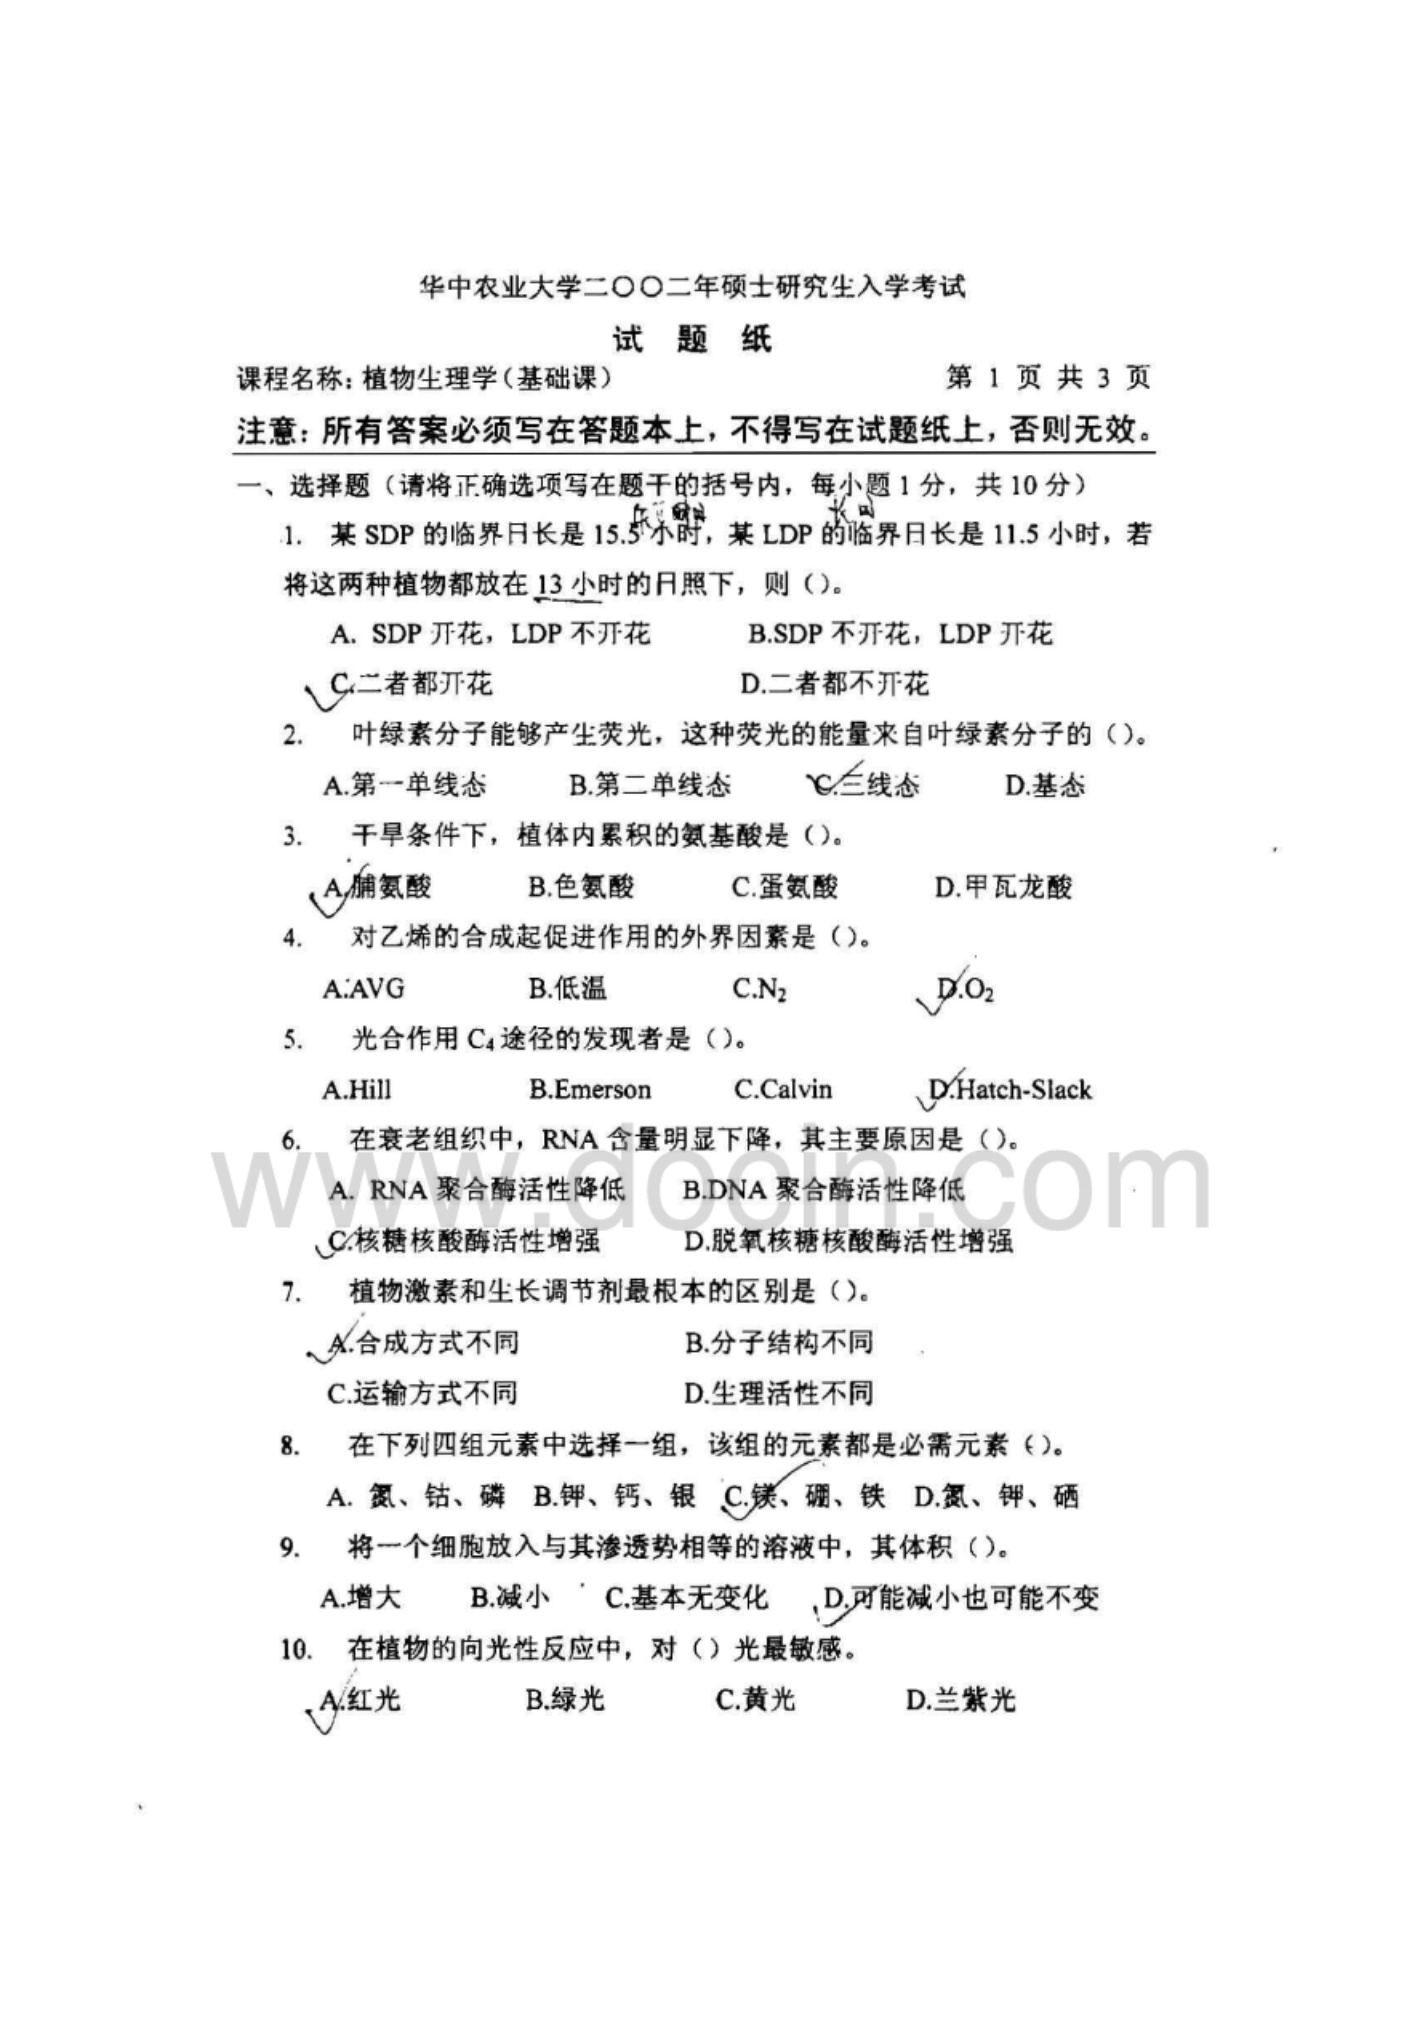 华中农业大学二〇〇二年硕士研究生入学考试
试 题 纸
课程名称：植物生理学（基础课） 第 1 页 共 3 页
注意：所有答案必须写在答题本上，不得写在试题纸上，否则无效。
一、选择题（请将正确选项写在题干的括号内，每小题 1 分，共 10 分）
长日
1. 某 SDP 的临界日长是 15.5 小时，某 LDP 的临界日长是 11.5 小时，若
将这两种植物都放在 13 小时的日照下，则（）。
A. SDP 开花，LDP 不开花 B.SDP 不开花，LDP 开花
C.二者都开花 D.二者都不开花
2. 叶绿素分子能够产生荧光，这种荧光的能量来自叶绿素分子的（）。
A.第一单线态 B.第二单线态 C.三线态 D.基态
3. 干旱条件下，植体内累积的氨基酸是（）。
A.脯氨酸 B.色氨酸 C.蛋氨酸 D.甲瓦龙酸
4. 对乙烯的合成起促进作用的外界因素是（）。
A.AVG B.低温 C.N₂ D.O₂
5. 光合作用 C₄ 途径的发现者是（）。
A.Hill B.Emerson C.Calvin D.Hatch-Slack
6. 在衰老组织中，RNA 含量明显下降，其主要原因是（）。
A. RNA 聚合酶活性降低 B.DNA 聚合酶活性降低
www.docin.com
C.核糖核酸酶活性增强 D.脱氧核糖核酸酶活性增强
7. 植物激素和生长调节剂最根本的区别是（）。
A.合成方式不同 B.分子结构不同
C.运输方式不同 D.生理活性不同
8. 在下列四组元素中选择一组，该组的元素都是必需元素（）。
A. 氮、钴、磷 B.钾、钙、银 C.镁、硼、铁 D.氮、钾、硒
9. 将一个细胞放入与其渗透势相等的溶液中，其体积（）。
A.增大 B.减小 C.基本无变化 D.可能减小也可能不变
10. 在植物的向光性反应中，对（）光最敏感。
A.红光 B.绿光 C.黄光 D.兰紫光